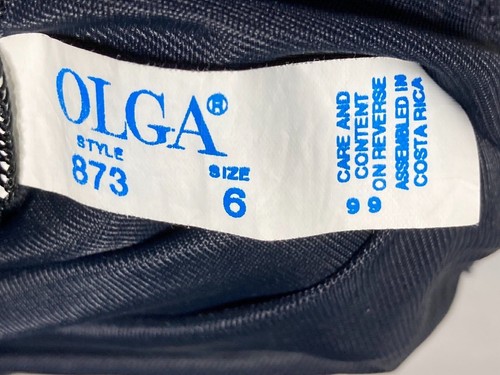 OLGA®
STYLE
873
SIZE
6
CARE AND
CONTENT
ON REVERSE
ASSEMBLED IN
COSTA RICA
9 9